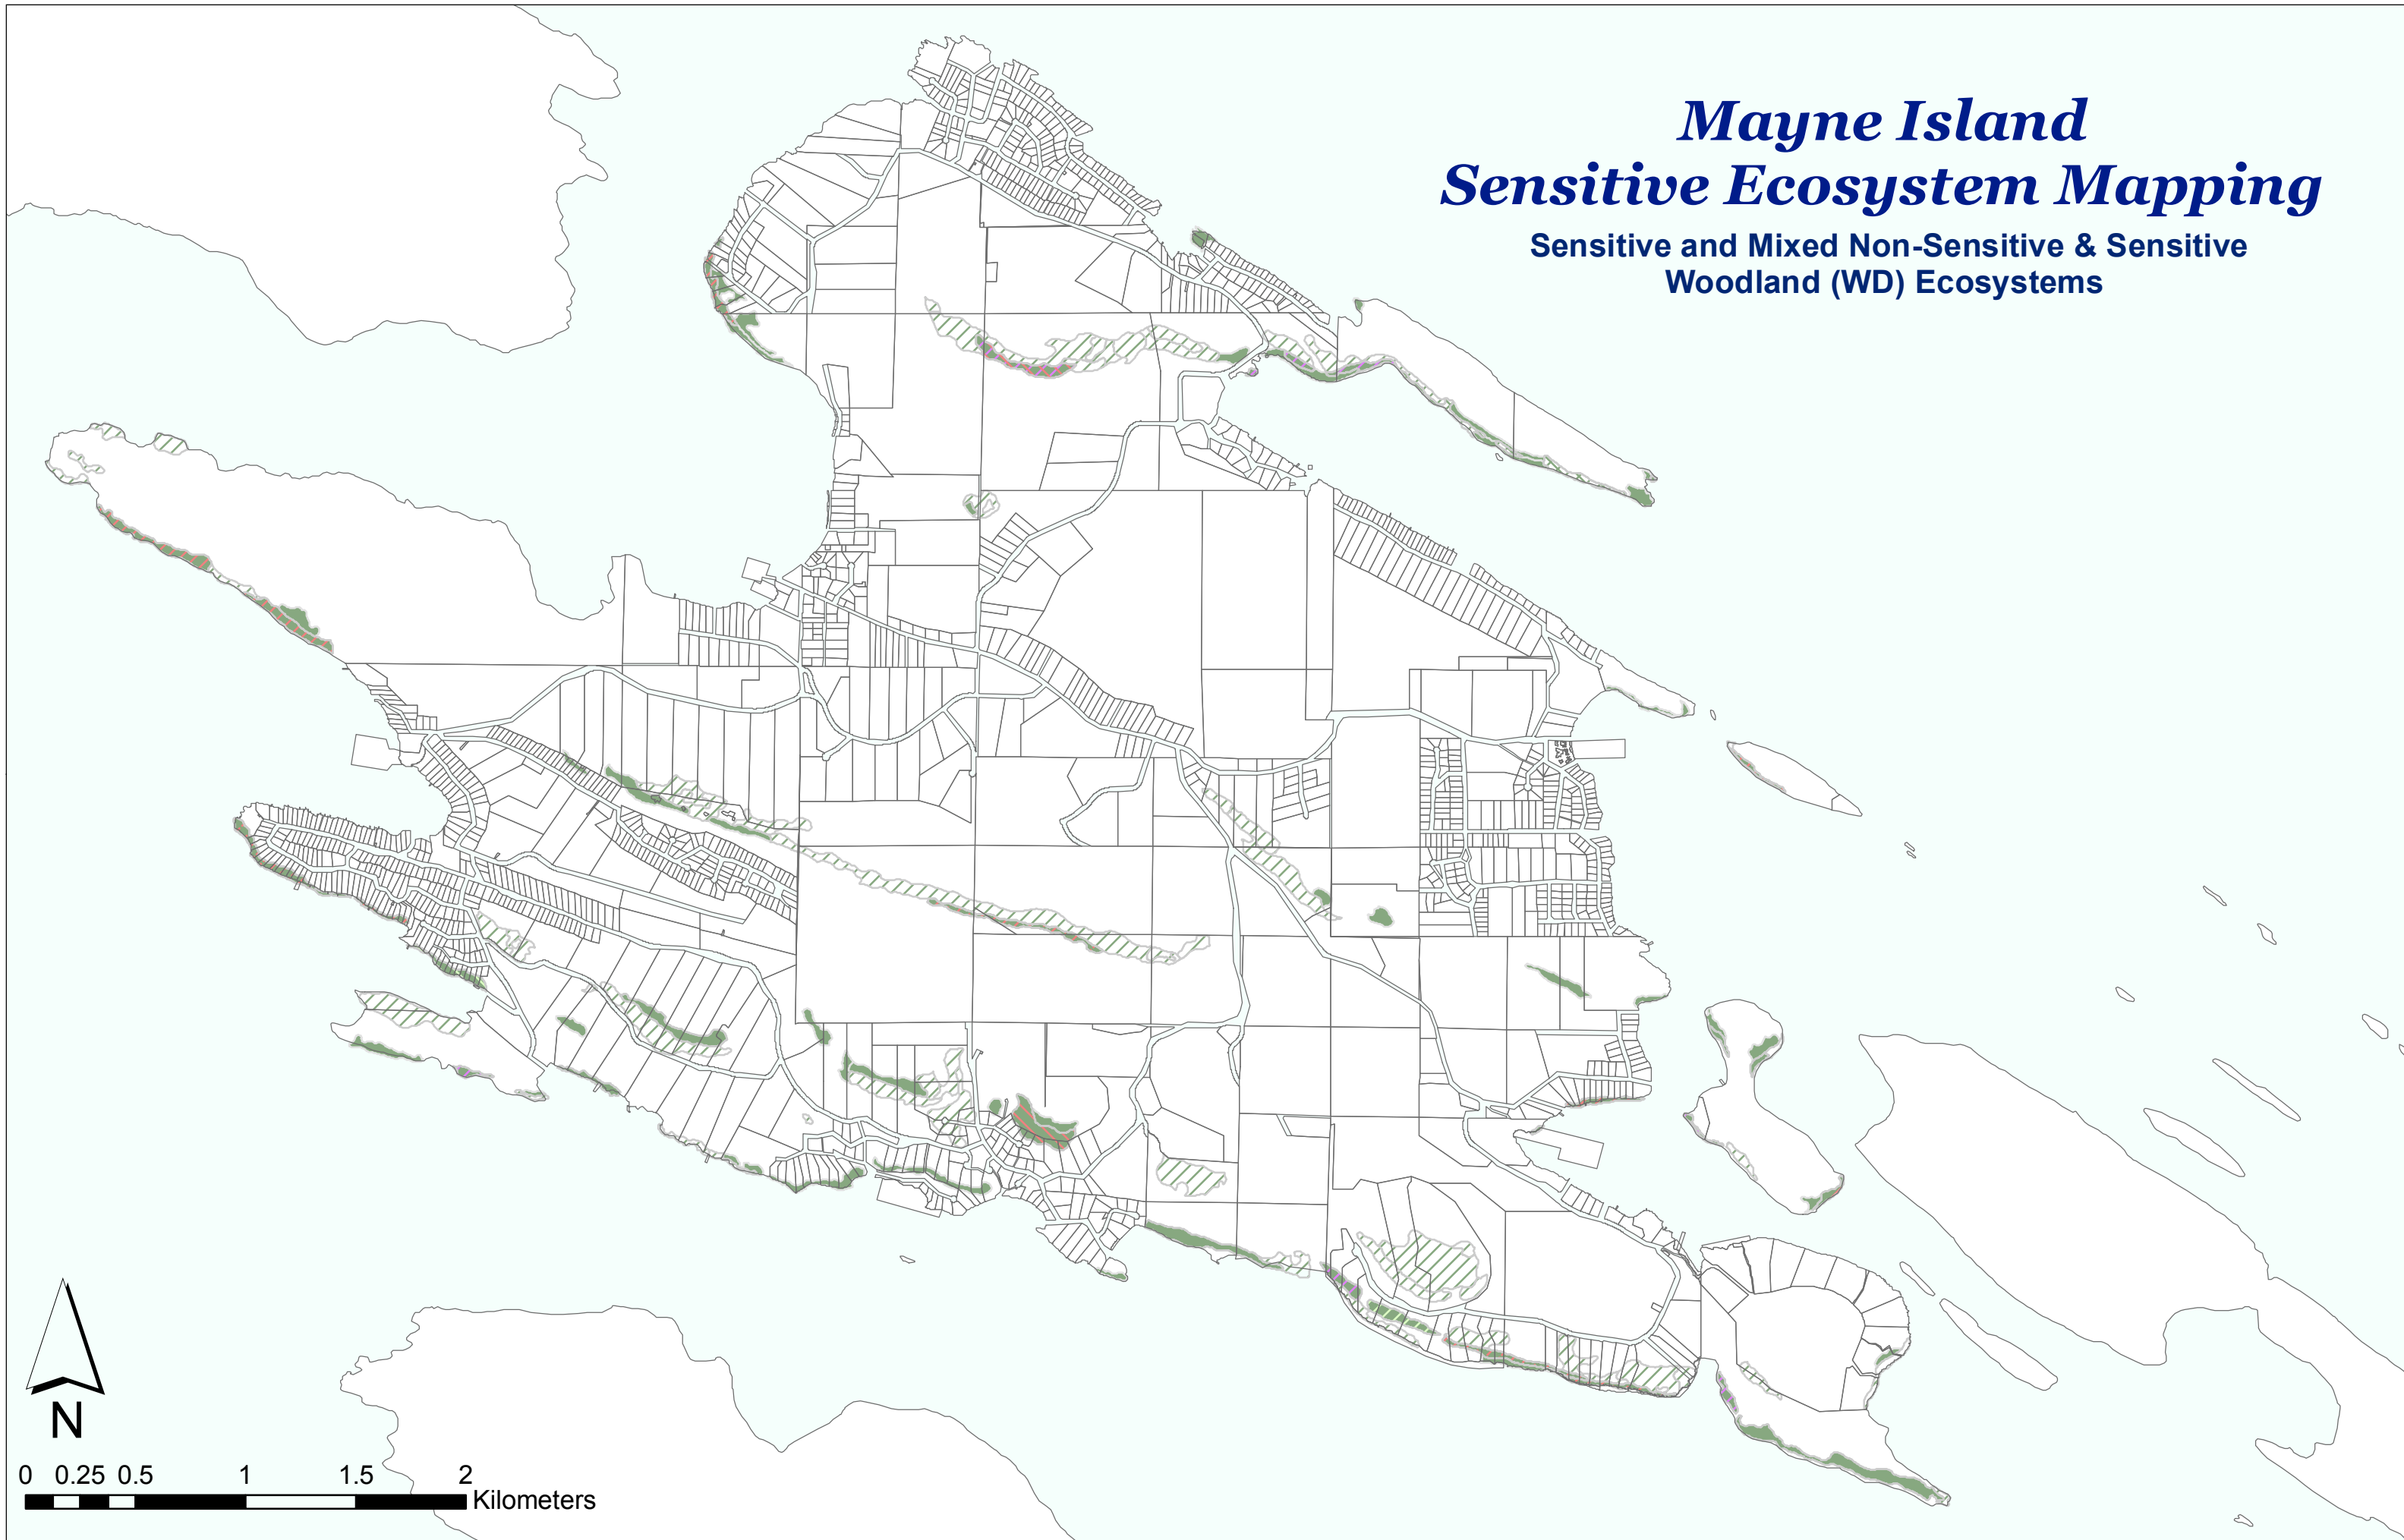 Mayne Island
Sensitive Ecosystem Mapping
Sensitive and Mixed Non-Sensitive & Sensitive
Woodland (WD) Ecosystems
N
0 0.25 0.5 1 1.5 2
Kilometers